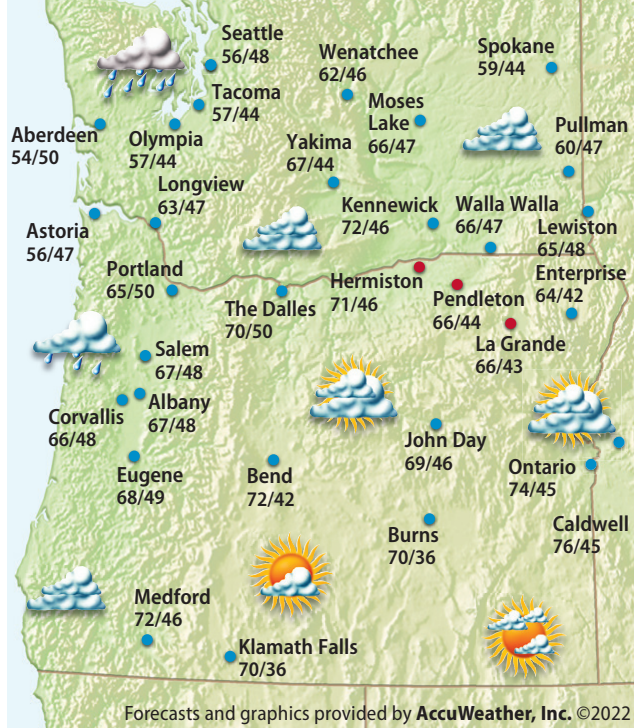 Seattle
56/48
Wenatchee
62/46
Spokane
59/44
Tacoma
57/44
Moses
Lake
66/47
Aberdeen
54/50
Olympia
57/44
Yakima
67/44
Pullman
60/47
Longview
63/47
Kennewick
72/46
Walla Walla
66/47
Lewiston
65/48
Astoria
56/47
Portland
65/50
The Dalles
70/50
Hermiston
71/46
Pendleton
66/44
Enterprise
64/42
La Grande
66/43
Salem
67/48
Corvallis
66/48
Albany
67/48
John Day
69/46
Eugene
68/49
Bend
72/42
Ontario
74/45
Burns
70/36
Caldwell
76/45
Medford
72/46
Klamath Falls
70/36
Forecasts and graphics provided by AccuWeather, Inc. ©2022